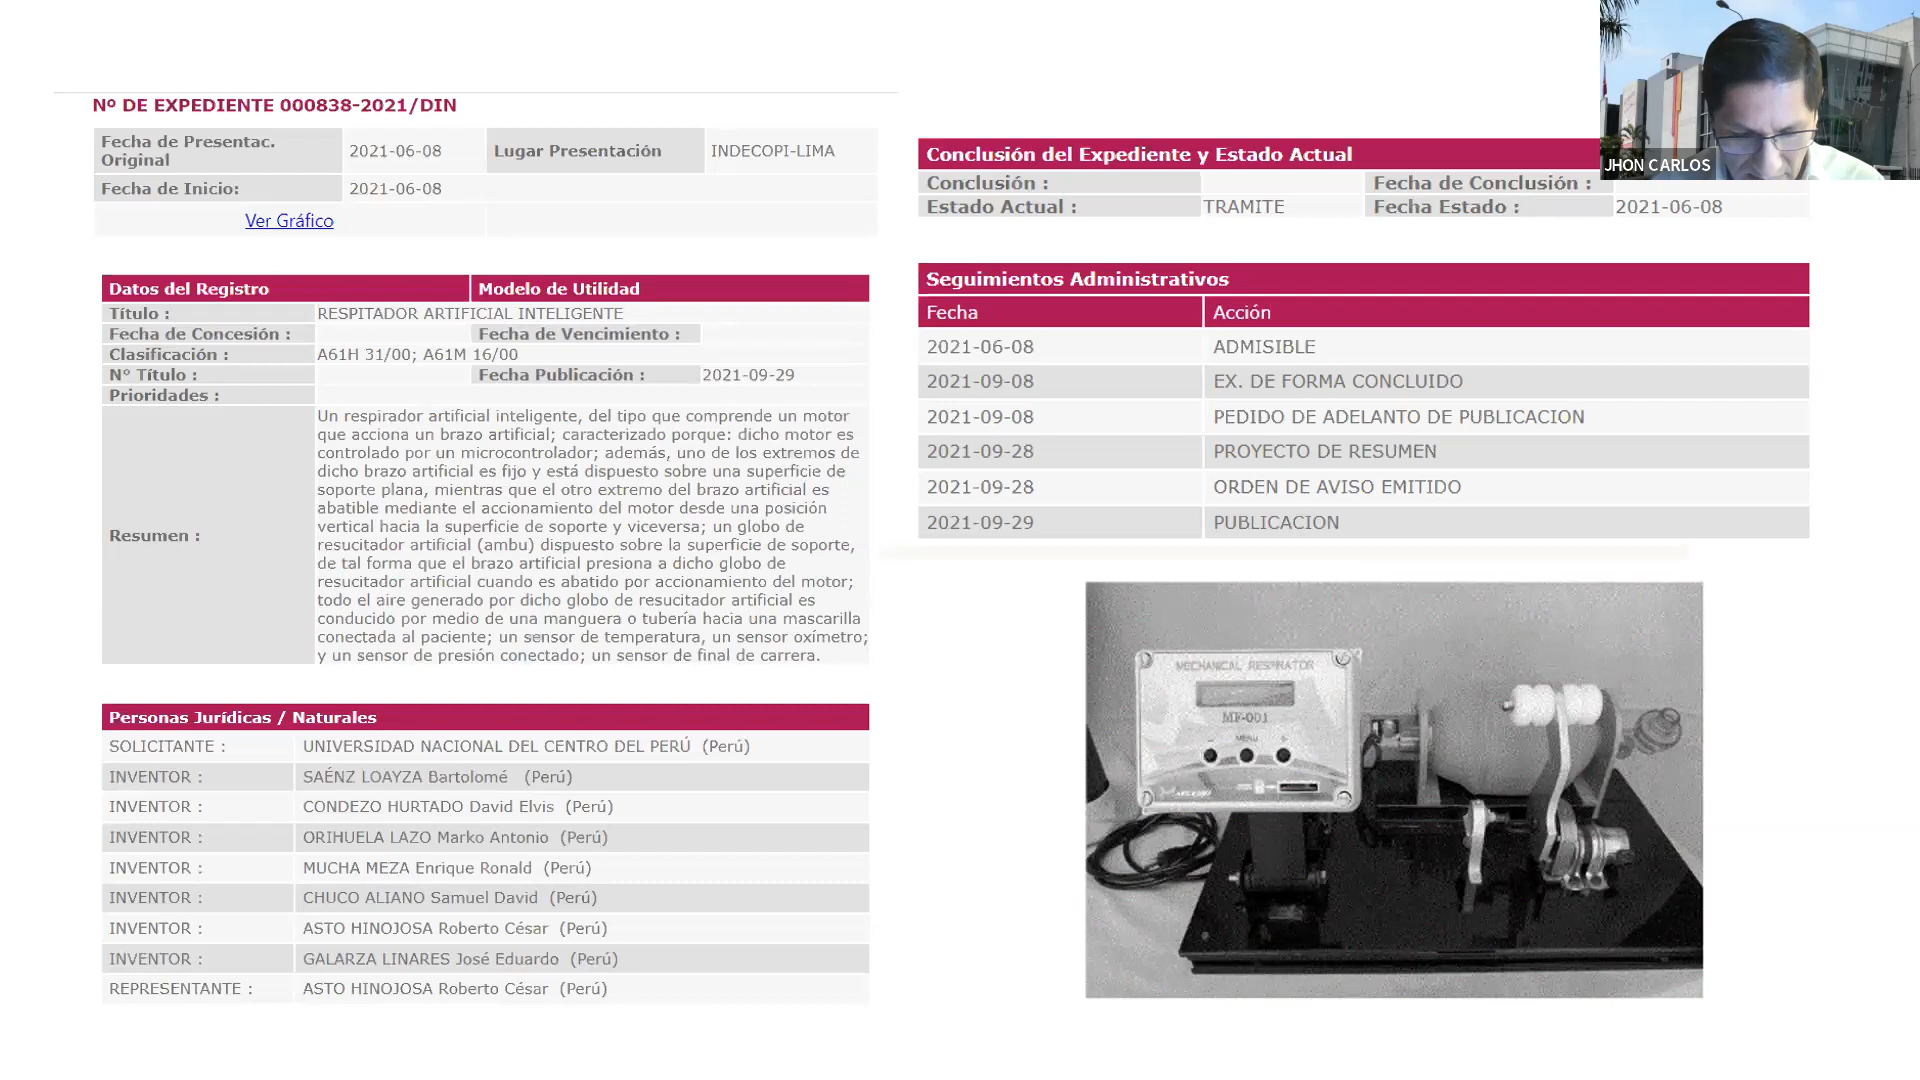 Nº DE EXPEDIENTE 000838-2021/DIN
Fecha de Presentac. Original 2021-06-08 Lugar Presentación INDECOPI-LIMA
Fecha de Inicio: 2021-06-08
Ver Gráfico
Datos del Registro Modelo de Utilidad
Título : RESPITADOR ARTIFICIAL INTELIGENTE
Fecha de Concesión : Fecha de Vencimiento :
Clasificación : A61H 31/00; A61M 16/00
Nº Título : Fecha Publicación : 2021-09-29
Prioridades :
Resumen :
Un respirador artificial inteligente, del tipo que comprende un motor
que acciona un brazo artificial; caracterizado porque: dicho motor es
controlado por un microcontrolador; además, uno de los extremos de
dicho brazo artificial es fijo y está dispuesto sobre una superficie de
soporte plana, mientras que el otro extremo del brazo artificial es
abatible mediante el accionamiento del motor desde una posición
vertical hacia la superficie de soporte y viceversa; un globo de
resucitador artificial (ambu) dispuesto sobre la superficie de soporte,
de tal forma que el brazo artificial presiona a dicho globo de
resucitador artificial cuando es abatido por accionamiento del motor;
todo el aire generado por dicho globo de resucitador artificial es
conducido por medio de una manguera o tubería hacia una mascarilla
conectada al paciente; un sensor de temperatura, un sensor oxímetro;
y un sensor de presión conectado; un sensor de final de carrera.
Personas Jurídicas / Naturales
SOLICITANTE : UNIVERSIDAD NACIONAL DEL CENTRO DEL PERÚ (Perú)
INVENTOR : SAÉNZ LOAYZA Bartolomé (Perú)
INVENTOR : CONDEZO HURTADO David Elvis (Perú)
INVENTOR : ORIHUELA LAZO Marko Antonio (Perú)
INVENTOR : MUCHA MEZA Enrique Ronald (Perú)
INVENTOR : CHUCO ALIANO Samuel David (Perú)
INVENTOR : ASTO HINOJOSA Roberto César (Perú)
INVENTOR : GALARZA LINARES José Eduardo (Perú)
REPRESENTANTE : ASTO HINOJOSA Roberto César (Perú)
JHON CARLOS
Conclusión del Expediente y Estado Actual
Conclusión : Fecha de Conclusión :
Estado Actual : TRAMITE Fecha Estado : 2021-06-08
Seguimientos Administrativos
Fecha Acción
2021-06-08 ADMISIBLE
2021-09-08 EX. DE FORMA CONCLUIDO
2021-09-08 PEDIDO DE ADELANTO DE PUBLICACION
2021-09-28 PROYECTO DE RESUMEN
2021-09-28 ORDEN DE AVISO EMITIDO
2021-09-29 PUBLICACION
MECHANICAL RESPIRATOR
MF-001
MENU